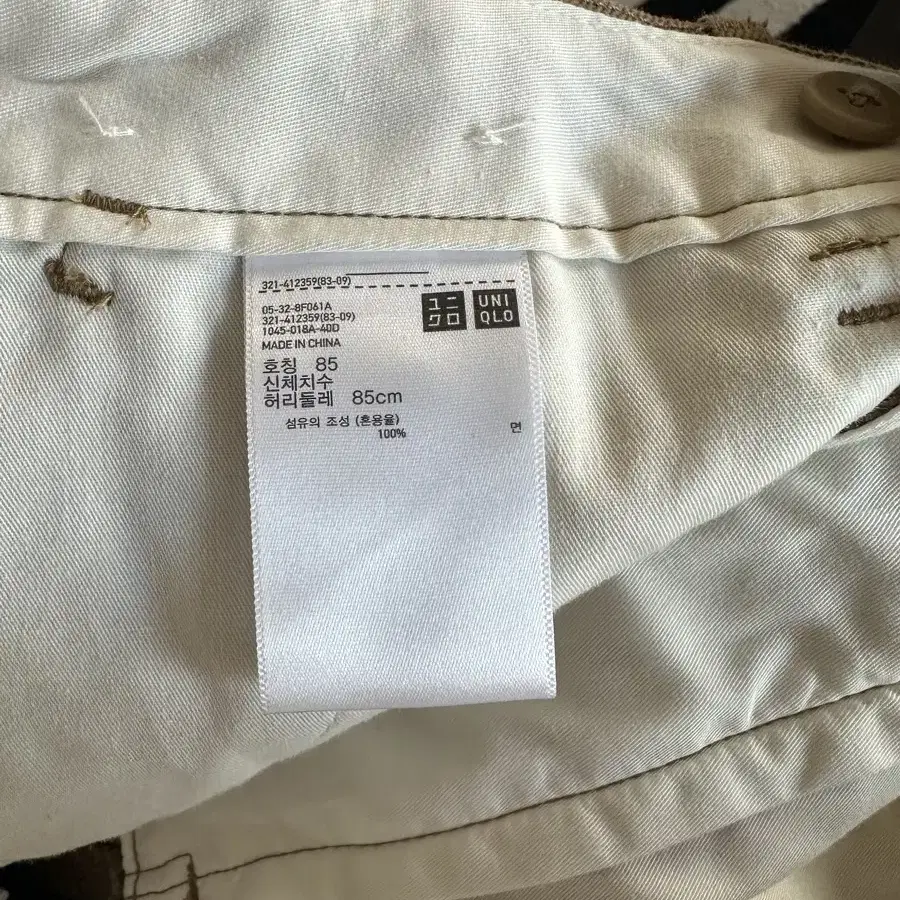 321-412359(83-09)
05-32-8F061A
321-412359(83-09)
1045-018A-40D
MADE IN CHINA
ユニ
クロ
UNI
QLO
호칭 85
신체치수
허리둘레 85cm
섬유의 조성 (혼용율)
100% 면